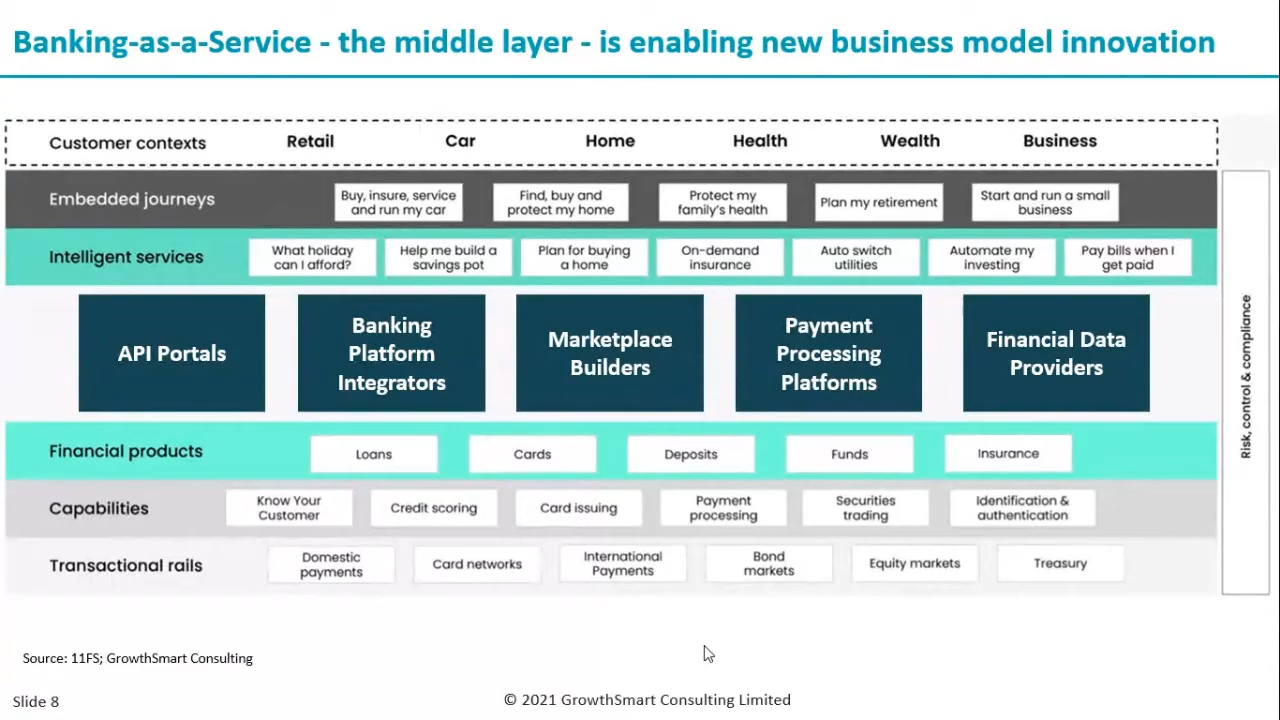 Banking-as-a-Service - the middle layer - is enabling new business model innovation
Customer contexts
Retail
Car
Home
Health
Wealth
Business
Embedded journeys
Buy, insure, service
and run my car
Find, buy and
protect my home
Protect my
family's health
Plan my retirement
Start and run a small
business
Intelligent services
What holiday
can I afford?
Help me build a
savings pot
Plan for buying
a home
On-demand
insurance
Auto switch
utilities
Automate my
investing
Pay bills when I
get paid
API Portals
Banking
Platform
Integrators
Marketplace
Builders
Payment
Processing
Platforms
Financial Data
Providers
Financial products
Loans
Cards
Deposits
Funds
Insurance
Capabilities
Know Your
Customer
Credit scoring
Card issuing
Payment
processing
Securities
trading
Identification &
authentication
Transactional rails
Domestic
payments
Card networks
International
Payments
Bond
markets
Equity markets
Treasury
Risk, control & compliance
Source: 11FS; GrowthSmart Consulting
Slide 8
© 2021 GrowthSmart Consulting Limited